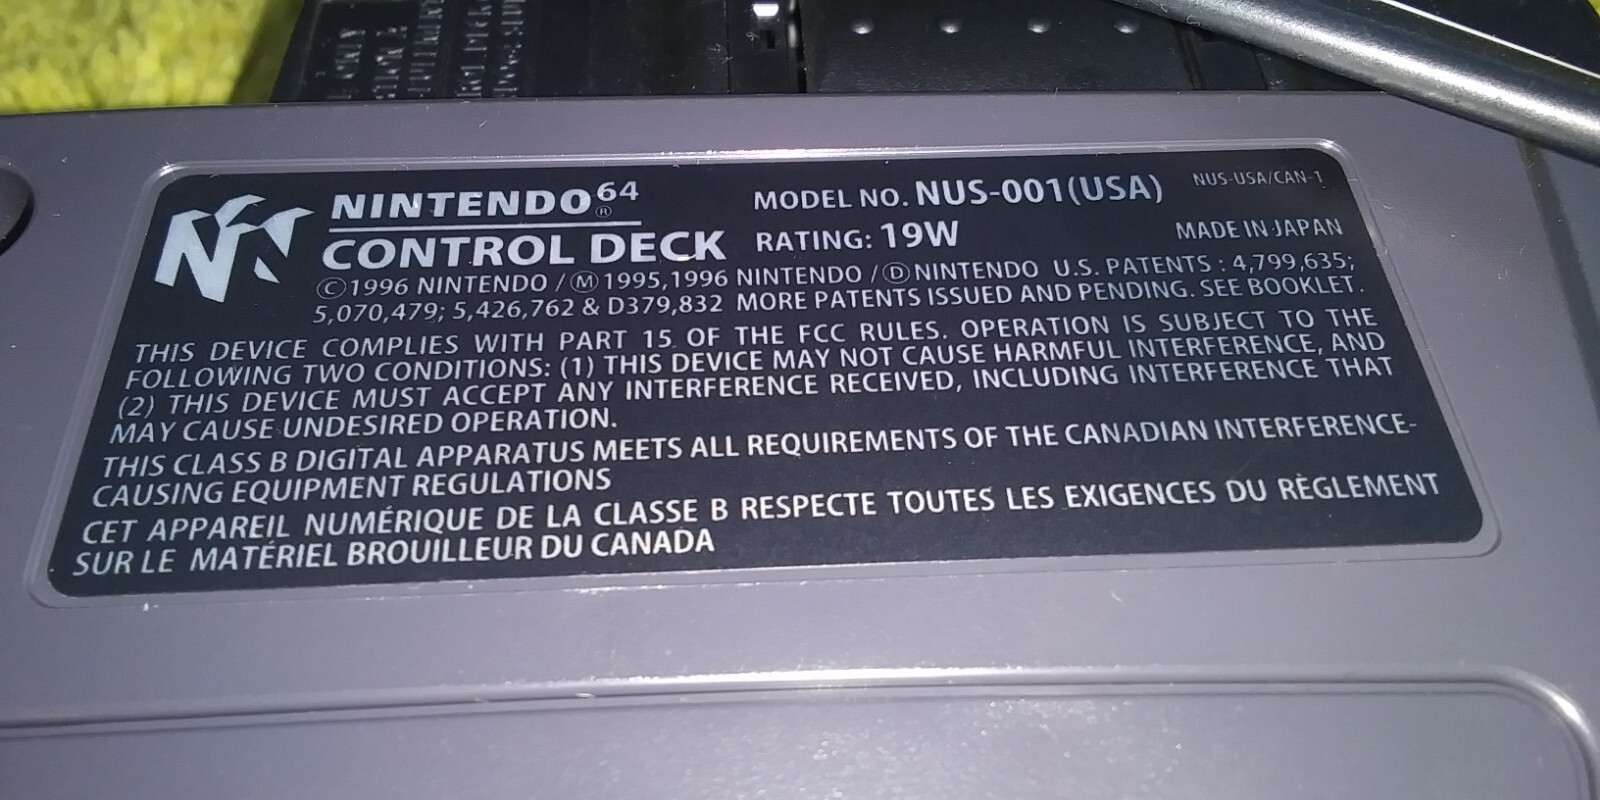 NINTENDO64®
CONTROL DECK
MODEL NO. NUS-001(USA)
NUS-USA/CAN-1
RATING: 19W
MADE IN JAPAN
©1996 NINTENDO /Ⓜ1995,1996 NINTENDO /ⒹNINTENDO U.S. PATENTS : 4,799,635;
5,070,479; 5,426,762 & D379,832 MORE PATENTS ISSUED AND PENDING. SEE BOOKLET.
THIS DEVICE COMPLIES WITH PART 15 OF THE FCC RULES. OPERATION IS SUBJECT TO THE
FOLLOWING TWO CONDITIONS: (1) THIS DEVICE MAY NOT CAUSE HARMFUL INTERFERENCE, AND
(2) THIS DEVICE MUST ACCEPT ANY INTERFERENCE RECEIVED, INCLUDING INTERFERENCE THAT
MAY CAUSE UNDESIRED OPERATION.
THIS CLASS B DIGITAL APPARATUS MEETS ALL REQUIREMENTS OF THE CANADIAN INTERFERENCE-
CAUSING EQUIPMENT REGULATIONS
CET APPAREIL NUMÉRIQUE DE LA CLASSE B RESPECTE TOUTES LES EXIGENCES DU RÈGLEMENT
SUR LE MATÉRIEL BROUILLEUR DU CANADA